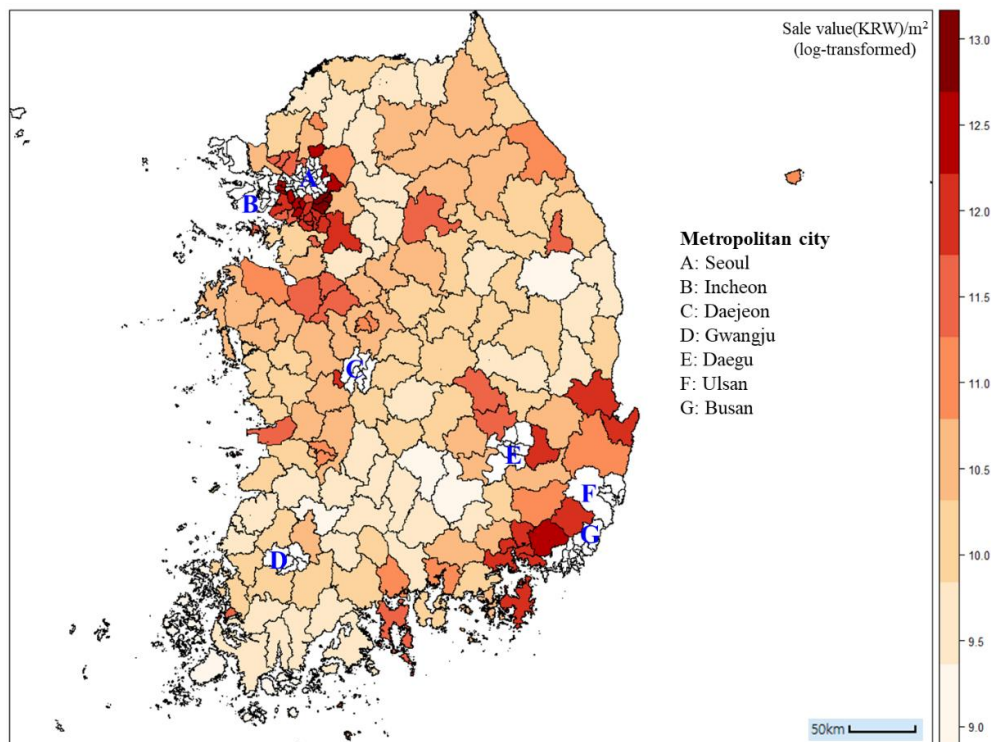 Sale value(KRW)/m²
(log-transformed)
13.0
12.5
12.0
11.5
11.0
10.5
10.0
9.5
9.0
A
B
C
D
E
F
G
Metropolitan city
A: Seoul
B: Incheon
C: Daejeon
D: Gwangju
E: Daegu
F: Ulsan
G: Busan
50km